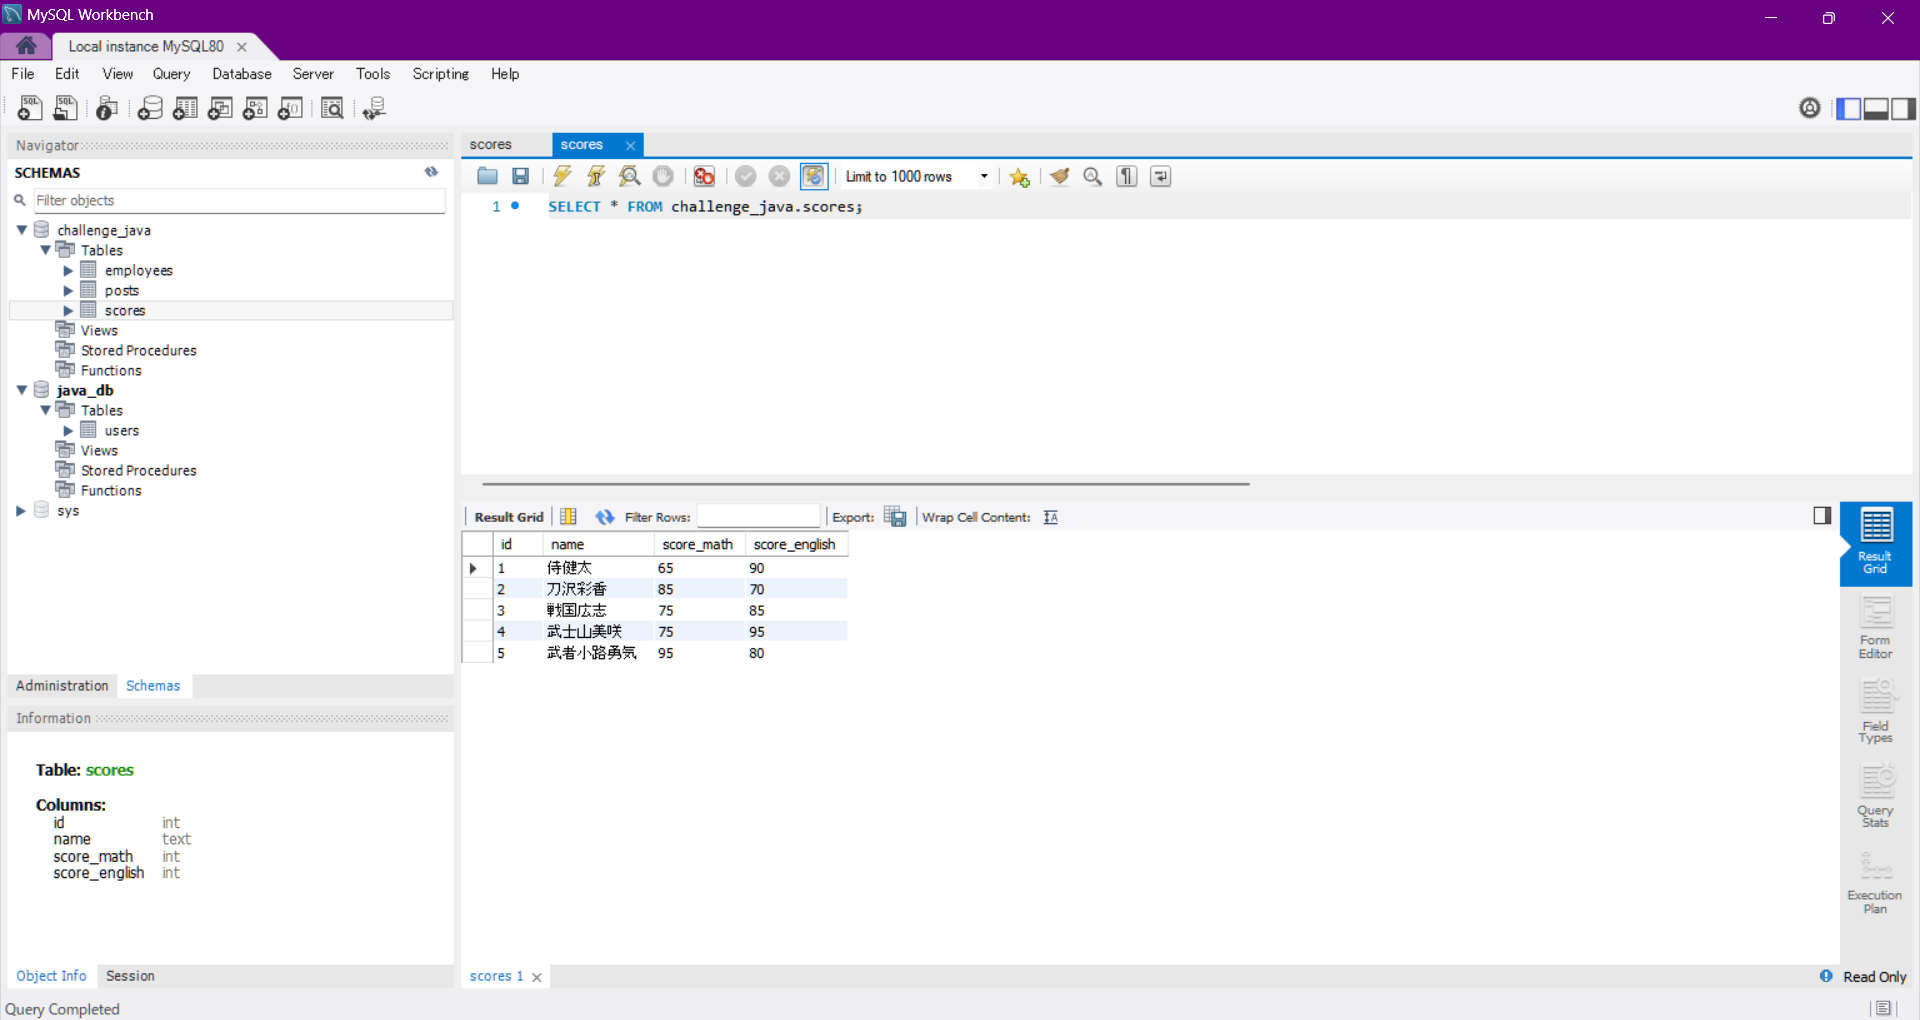 MySQL Workbench
Local instance MySQL80
File Edit View Query Database Server Tools Scripting Help
Navigator
SCHEMAS
Filter objects
challenge_java
Tables
employees
posts
scores
Views
Stored Procedures
Functions
java_db
Tables
users
Views
Stored Procedures
Functions
sys
Administration Schemas
Information
Table: scores
Columns:
id int
name text
score_math int
score_english int
Object Info Session
Query Completed
scores scores
Limit to 1000 rows
1 SELECT * FROM challenge_java.scores;
Result Grid Filter Rows: Export: Wrap Cell Content:
id name score_math score_english
1 侍健太 65 90
2 刀沢彩香 85 70
3 戦国広志 75 85
4 武士山美咲 75 95
5 武者小路勇気 95 80
Result
Grid
Form
Editor
Field
Types
Query
Stats
Execution
Plan
scores 1
Read Only